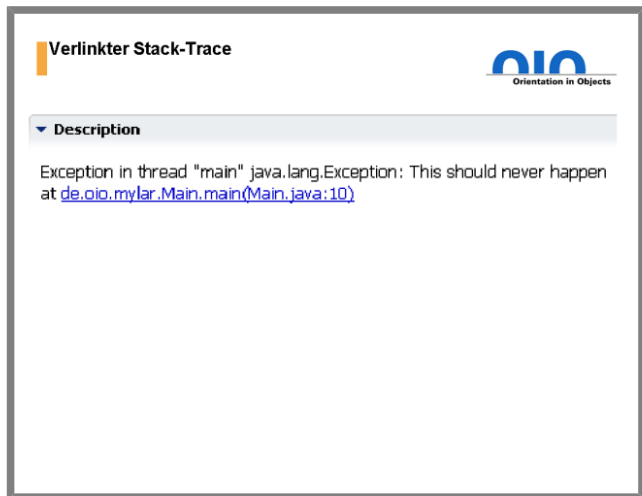 Verlinkter Stack-Trace
OIO
Orientation in Objects
Description
Exception in thread "main" java.lang.Exception: This should never happen
at de.oio.mylar.Main.main(Main.java:10)